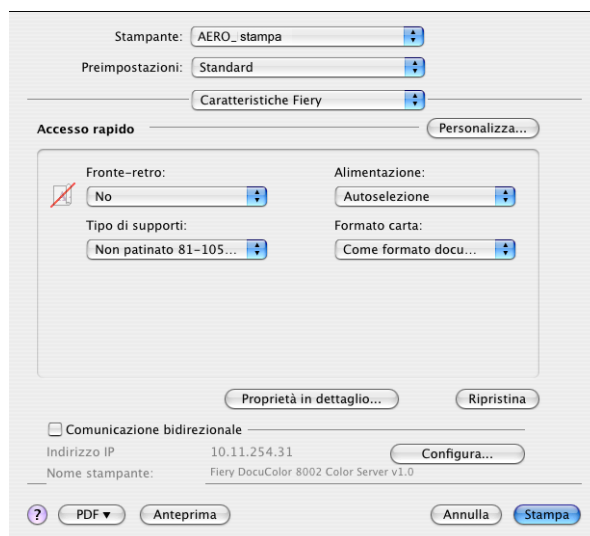 Stampante: AERO_ stampa
Preimpostazioni: Standard
Caratteristiche Fiery
Accesso rapido Personalizza...
Fronte-retro: Alimentazione:
No Autoselezione
Tipo di supporti: Formato carta:
Non patinato 81-105... Come formato docu...
Proprietà in dettaglio... Ripristina
Comunicazione bidirezionale
Indirizzo IP 10.11.254.31 Configura...
Nome stampante: Fiery DocuColor 8002 Color Server v1.0
? PDF▼ Anteprima Annulla Stampa